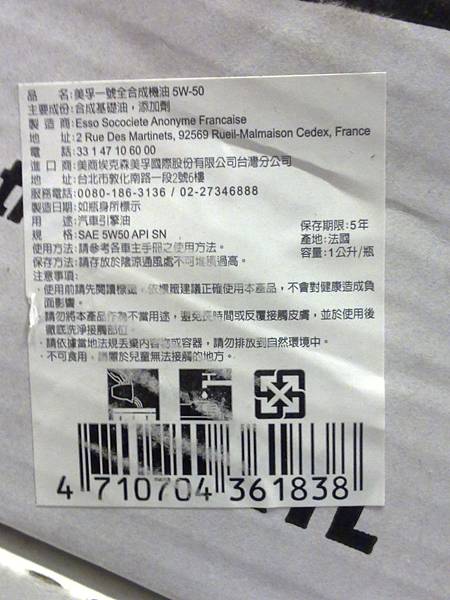 品　　名:美孚一號全合成機油 5W-50
主要成份:合成基礎油，添加劑
製 造 商:Esso Socociete Anonyme Francaise
地　　址:2 Rue Des Martinets, 92569 Rueil-Malmaison Cedex, France
電　　話:33 1 47 10 60 00
進 口 商:美商埃克森美孚國際股份有限公司台灣分公司
地　　址:台北市敦化南路一段2號6樓
服務電話:0080-186-3136 / 02-27346888
製造日期:如瓶身所標示
用　　途:汽車引擎油
規　　格:SAE 5W50 API SN
保存期限:5年
產地:法國
容量:1公升/瓶
使用方法:請參考各車主手冊之使用方法。
保存方法:請存放於陰涼通風處不可堆積過高。
注意事項:
·使用前請先閱讀標籤，依標籤建議正確使用本產品，不會對健康造成負
面影響。
·請勿將本產品作為不當用途，避免長時間或反覆接觸皮膚，並於使用後
徹底洗淨接觸部位。
·請依據當地法規丟棄內容物或容器，請勿排放到自然環境中。
·不可食用。請置於兒童無法接觸的地方。
4 710704 361838